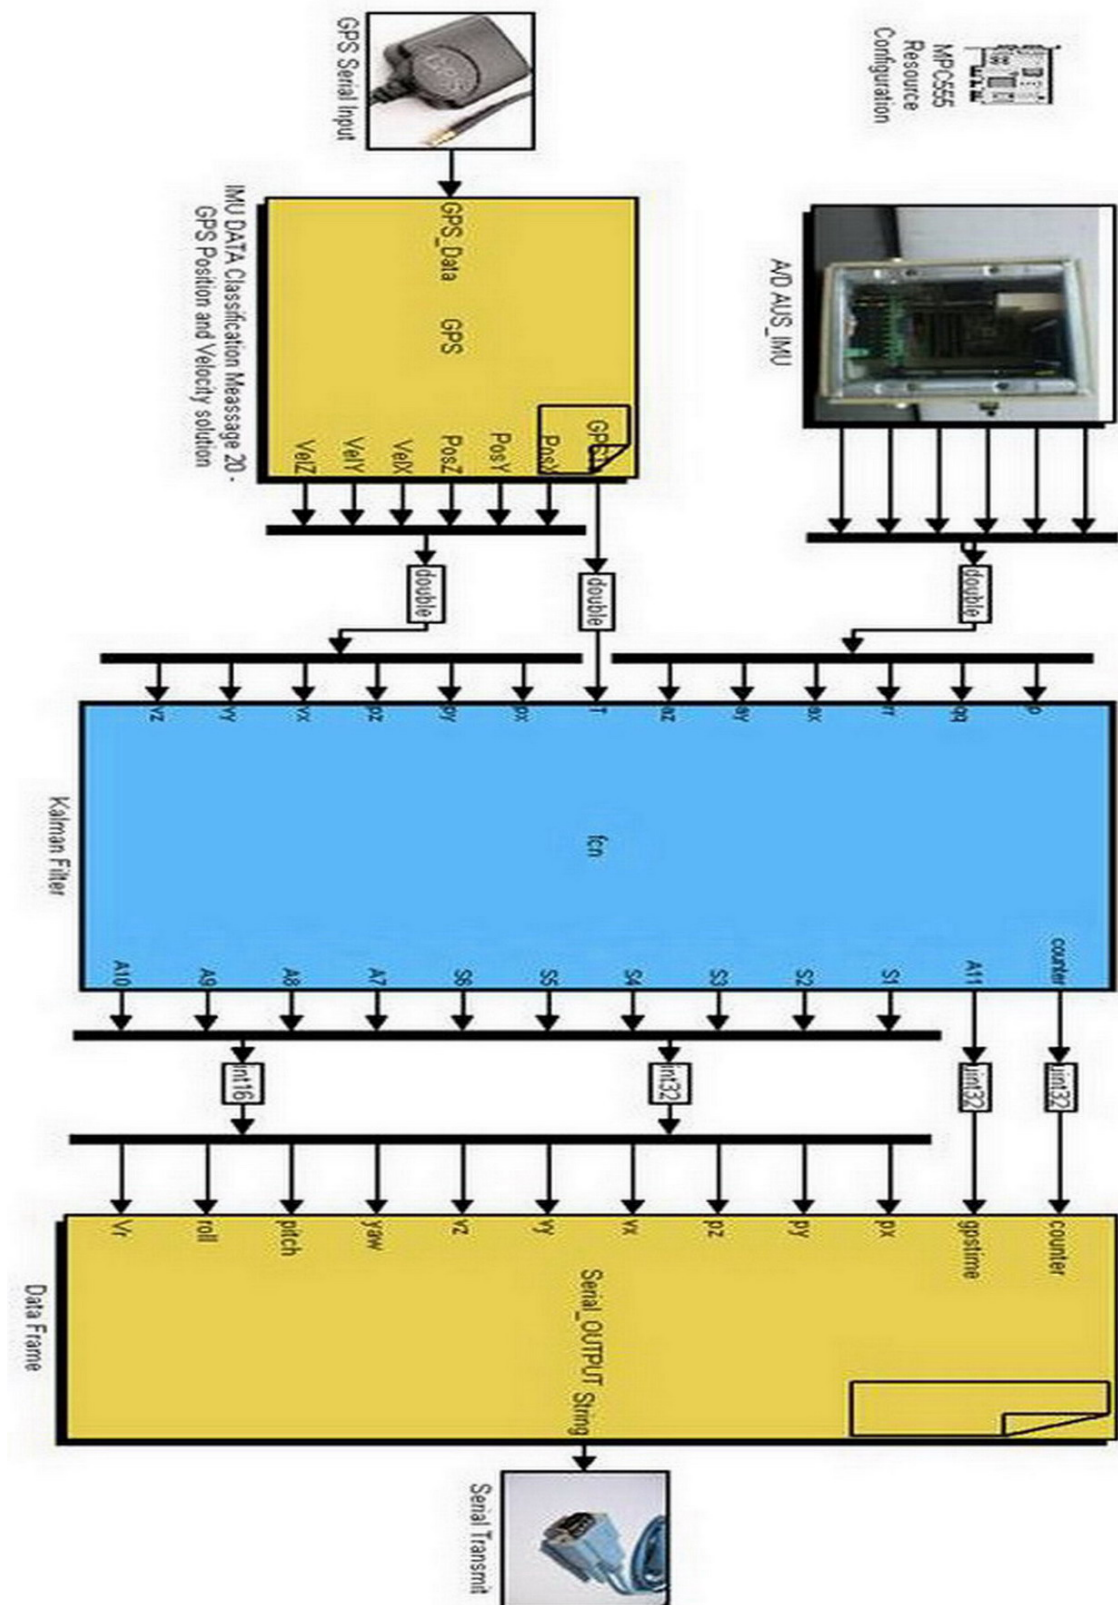 MPC555
Resource
Configuration
A/D AUS_IMU
GPS Serial Input
GPS_Data
GPS
PosX
PosY
PosZ
VelX
VelY
VelZ
IMU DATA Classification Meassage 20 -
GPS Position and Velocity solution
double
double
double
p
qq
rr
ax
ay
az
T
px
py
pz
vx
vy
vz
fcn
counter
A11
S1
S2
S3
S4
S5
S6
A7
A8
A9
A10
Kalman Filter
uint32
uint32
int32
int16
counter
gpstime
px
py
pz
vx
vy
vz
yaw
pitch
roll
Vr
Serial_OUTPUT_String
Data Frame
Serial Transmit